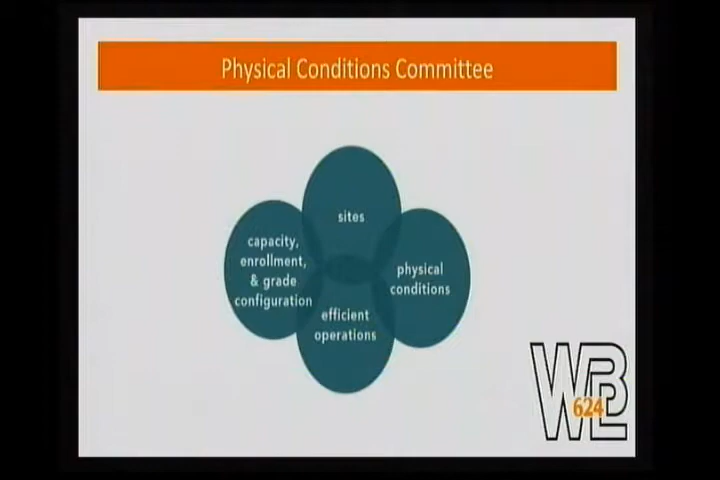 Physical Conditions Committee
sites
capacity,
enrollment,
& grade
configuration
physical
conditions
efficient
operations
WBL
624